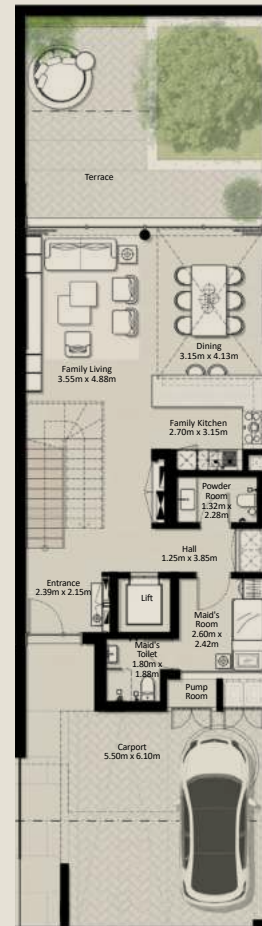 Terrace
Dining
3.15m x 4.13m
Family Living
3.55m x 4.88m
Family Kitchen
2.70m x 3.15m
Powder
Room
1.32m x
2.28m
Hall
1.25m x 3.85m
Entrance
2.39m x 2.15m
Lift
Maid's
Room
2.60m x
2.42m
Maid's
Toilet
1.80m x
1.88m
Pump
Room
Carport
5.50m x 6.10m